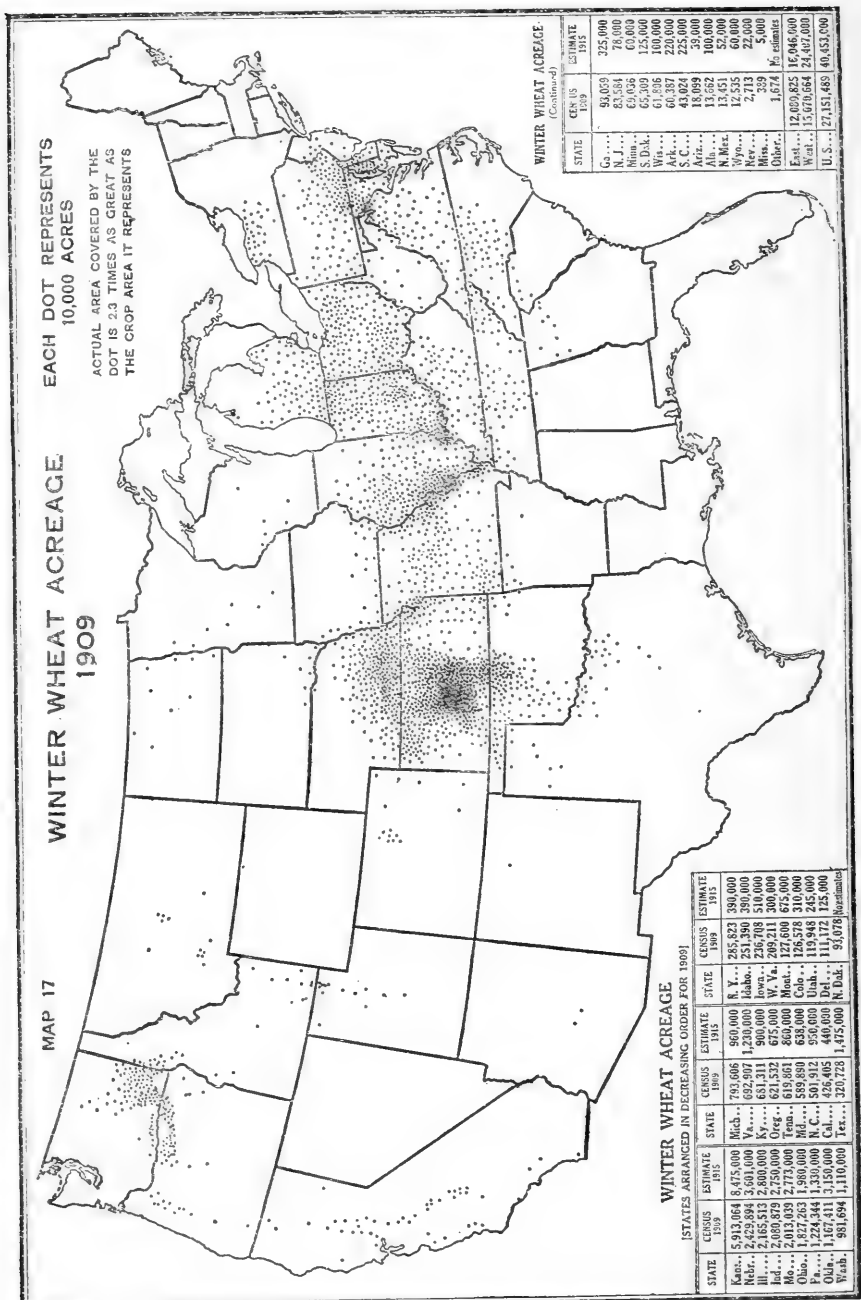 MAP 17
WINTER WHEAT ACREAGE.
1909
EACH DOT REPRESENTS
10,000 ACRES
ACTUAL AREA COVERED BY THE
DOT IS 2.3 TIMES AS GREAT AS
THE CROP AREA IT REPRESENTS
WINTER WHEAT ACREAGE
[STATES ARRANGED IN DECREASING ORDER FOR 1909]
STATE CENSUS 1909 ESTIMATE 1915 STATE CENSUS 1909 ESTIMATE 1915 STATE CENSUS 1909 ESTIMATE 1915
Kans.. 5,913,064 8,475,000 Mich.. 793,606 960,000 N.Y... 285,823 390,000
Nebr.. 2,429,894 3,601,000 Va.... 692,907 1,230,000 Idaho.. 251,390 390,000
Ill.... 2,165,513 2,800,000 Ky.... 681,311 900,000 Iowa.. 236,708 510,000
Ind... 2,080,879 2,750,000 Oreg.. 621,532 675,000 W. Va. 209,211 300,000
Mo... 2,013,039 2,773,000 Tenn.. 619,861 860,000 Mont.. 127,600 675,000
Ohio.. 1,827,263 1,980,000 Md.... 589,890 638,000 Colo.. 126,578 310,000
Pa.... 1,224,344 1,330,000 N.C... 501,912 950,000 Utah.. 119,948 245,000
Okla.. 1,167,411 3,150,000 Cal... 426,405 440,000 Del... 111,172 125,000
Wash. 981,694 1,110,000 Tex... 320,728 1,475,000 N. Dak. 93,078 No estimates
WINTER WHEAT ACREAGE
(Continued)
STATE CENSUS 1909 ESTIMATE 1915
Ga.... 93,059 325,000
N.J... 83,584 78,000
Minn.. 69,036 60,000
S. Dak. 65,309 125,000
Wis... 61,806 100,000
Ark... 60,387 220,000
S.C... 43,024 225,000
Ariz.. 18,099 39,000
Ala... 13,662 100,000
N. Mex. 13,451 52,000
Wyo... 12,535 60,000
Nev... 2,713 22,000
Miss.. 389 5,000
Other.. 1,674 No estimates
East.. 16,046,000
West.. 24,407,000
U.S.. 27,151,489 40,453,000